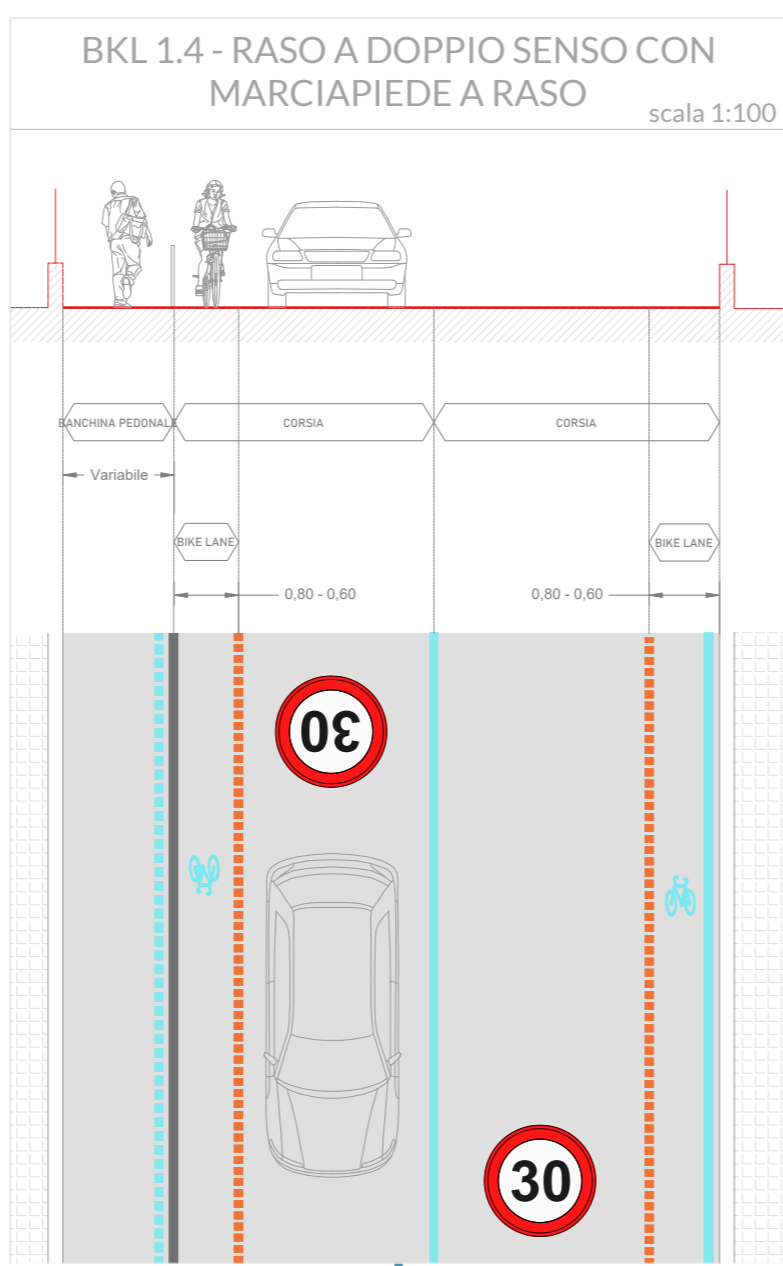 BKL 1.4 - RASO A DOPPIO SENSO CON
MARCIAPIEDE A RASO
scala 1:100
BANCHINA PEDONALE
CORSIA
CORSIA
Variabile
BIKE LANE
BIKE LANE
0,80 - 0,60
0,80 - 0,60
30
30